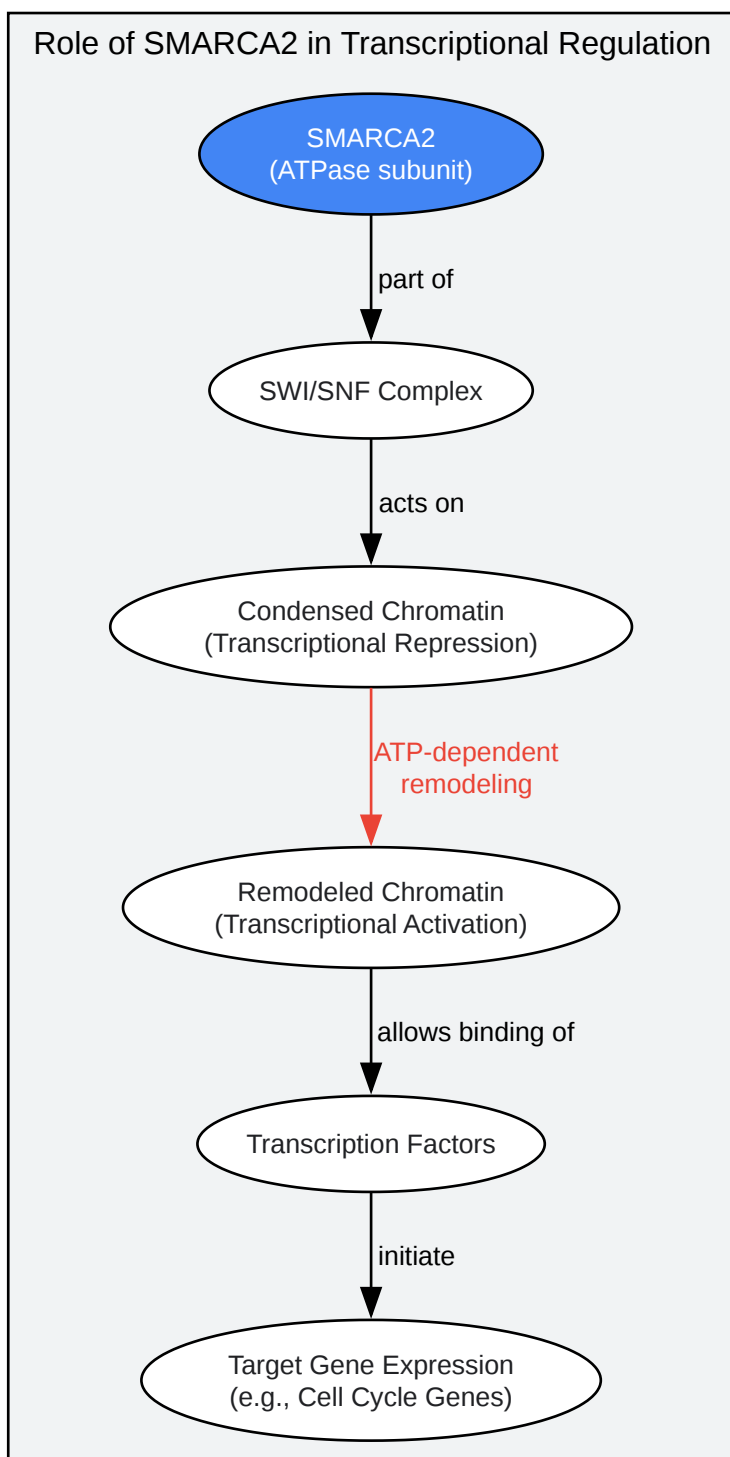 Role of SMARCA2 in Transcriptional Regulation
SMARCA2
(ATPase subunit)
part of
SWI/SNF Complex
acts on
Condensed Chromatin
(Transcriptional Repression)
ATP-dependent
remodeling
Remodeled Chromatin
(Transcriptional Activation)
allows binding of
Transcription Factors
initiate
Target Gene Expression
(e.g., Cell Cycle Genes)